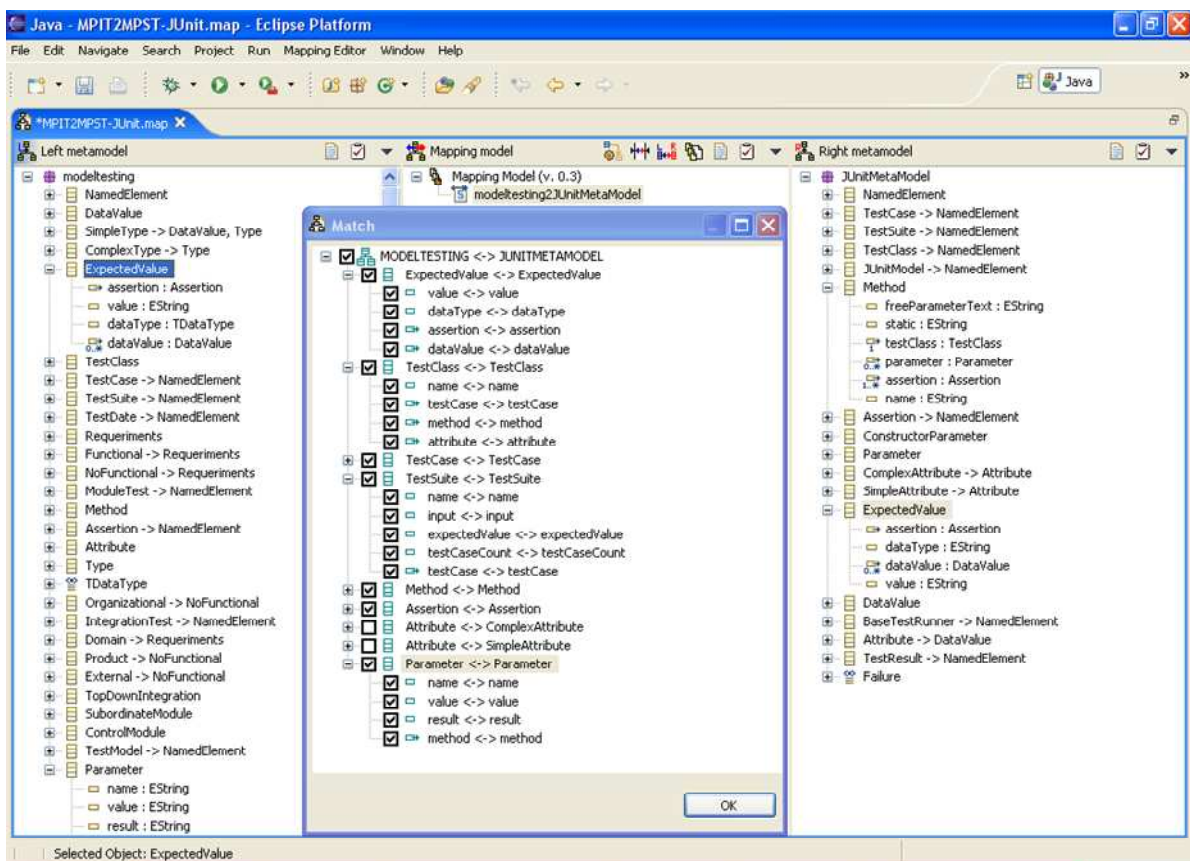 Java - MPIT2MPST-JUnit.map - Eclipse Platform
File Edit Navigate Search Project Run Mapping Editor Window Help
Java
»
*MPIT2MPST-JUnit.map
Left metamodel
modeltesting
NamedElement
DataValue
SimpleType -> DataValue, Type
ComplexType -> Type
ExpectedValue
assertion : Assertion
value : EString
dataType : TDataType
0..* dataValue : DataValue
TestClass
TestCase -> NamedElement
TestSuite -> NamedElement
TestDate -> NamedElement
Requeriments
Functional -> Requeriments
NoFunctional -> Requeriments
ModuleTest -> NamedElement
Method
Assertion -> NamedElement
Attribute
Type
TDataType
Organizational -> NoFunctional
IntegrationTest -> NamedElement
Domain -> Requeriments
Product -> NoFunctional
External -> NoFunctional
TopDownIntegration
SubordinateModule
ControlModule
TestModel -> NamedElement
Parameter
name : EString
value : EString
result : EString
Mapping model
Mapping Model (v. 0.3)
modeltesting2JUnitMetaModel
Match
MODELTESTING <-> JUNITMETAMODEL
ExpectedValue <-> ExpectedValue
value <-> value
dataType <-> dataType
assertion <-> assertion
dataValue <-> dataValue
TestClass <-> TestClass
name <-> name
testCase <-> testCase
method <-> method
attribute <-> attribute
TestCase <-> TestCase
TestSuite <-> TestSuite
name <-> name
input <-> input
expectedValue <-> expectedValue
testCaseCount <-> testCaseCount
testCase <-> testCase
Method <-> Method
Assertion <-> Assertion
Attribute <-> ComplexAttribute
Attribute <-> SimpleAttribute
Parameter <-> Parameter
name <-> name
value <-> value
result <-> result
method <-> method
OK
Right metamodel
JUnitMetaModel
NamedElement
TestCase -> NamedElement
TestSuite -> NamedElement
TestClass -> NamedElement
JUnitModel -> NamedElement
Method
freeParameterText : EString
static : EString
1 testClass : TestClass
0..* parameter : Parameter
1..* assertion : Assertion
name : EString
Assertion -> NamedElement
ConstructorParameter
Parameter
ComplexAttribute -> Attribute
SimpleAttribute -> Attribute
ExpectedValue
assertion : Assertion
dataType : EString
0..* dataValue : DataValue
value : EString
DataValue
BaseTestRunner -> NamedElement
Attribute -> DataValue
TestResult -> NamedElement
Failure
Selected Object: ExpectedValue